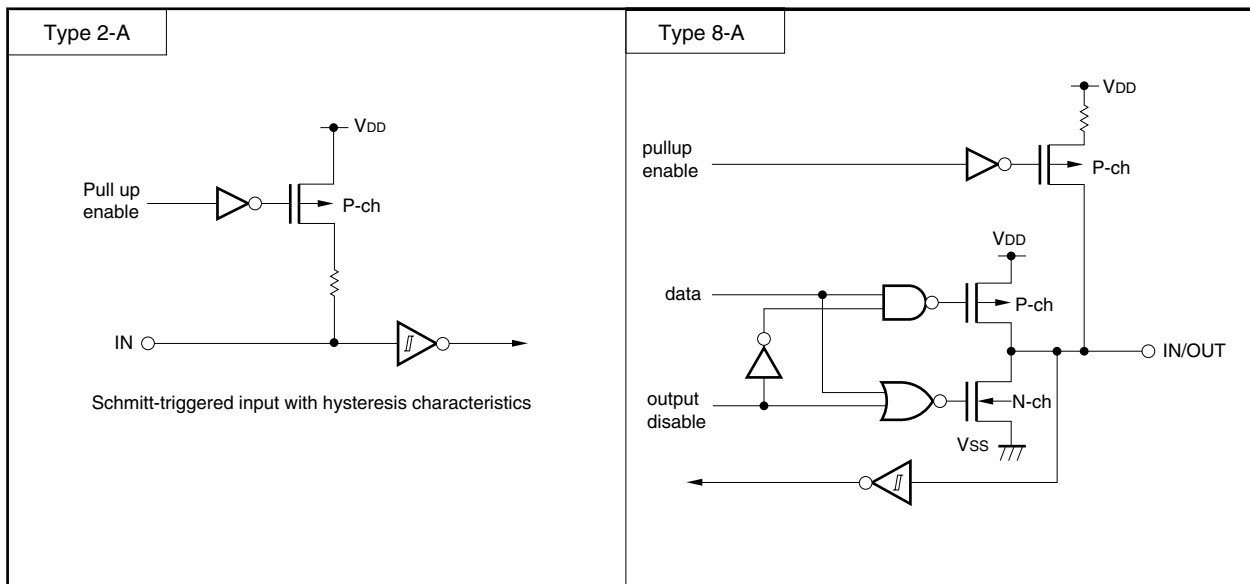 Type 2-A
VDD
Pull up
enable
P-ch
IN
Schmitt-triggered input with hysteresis characteristics
Type 8-A
VDD
pullup
enable
P-ch
VDD
data
P-ch
IN/OUT
output
disable
N-ch
VSS